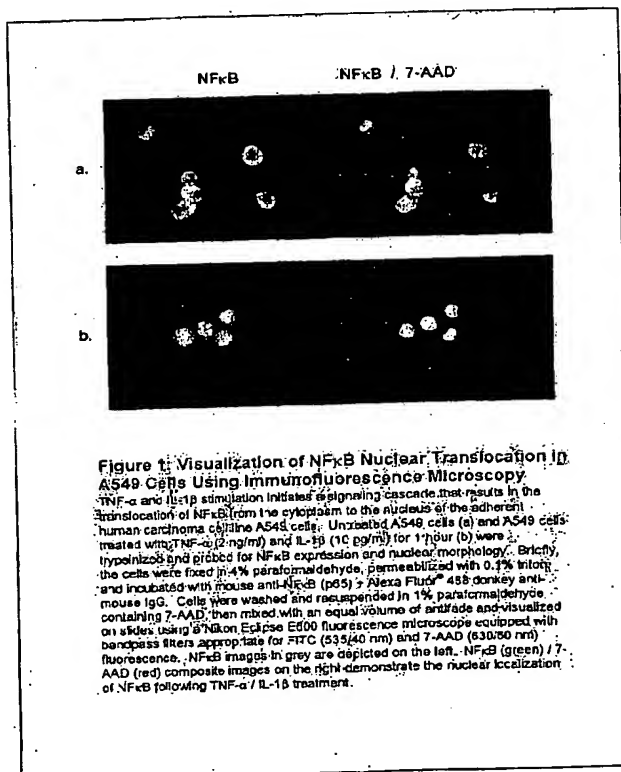 NFκB NFκB / 7-AAD
a.
b.
Figure 1: Visualization of NFκB Nuclear Translocation in
A549 Cells Using Immunofluorescence Microscopy
TNF-α and IL-1β stimulation initiates a signaling cascade that results in the
translocation of NFκB from the cytoplasm to the nucleus of the adherent
human carcinoma cell line A549 cells. Untreated A549 cells (a) and A549 cells
treated with TNF-α (2 ng/ml) and IL-1β (10 pg/ml) for 1 hour (b) were
trypsinized and probed for NFκB expression and nuclear morphology. Briefly,
the cells were fixed in 4% paraformaldehyde, permeabilized with 0.1% triton,
and incubated with mouse anti-NFκB (p65) + Alexa Fluor® 488 donkey anti-
mouse IgG. Cells were washed and resuspended in 1% paraformaldehyde
containing 7-AAD, then mixed with an equal volume of antifade and visualized
on slides using a Nikon Eclipse E600 fluorescence microscope equipped with
bandpass filters appropriate for FITC (535/40 nm) and 7-AAD (630/60 nm)
fluorescence. NFκB images in grey are depicted on the left. NFκB (green) / 7-
AAD (red) composite images on the right demonstrate the nuclear localization
of NFκB following TNF-α / IL-1β treatment.